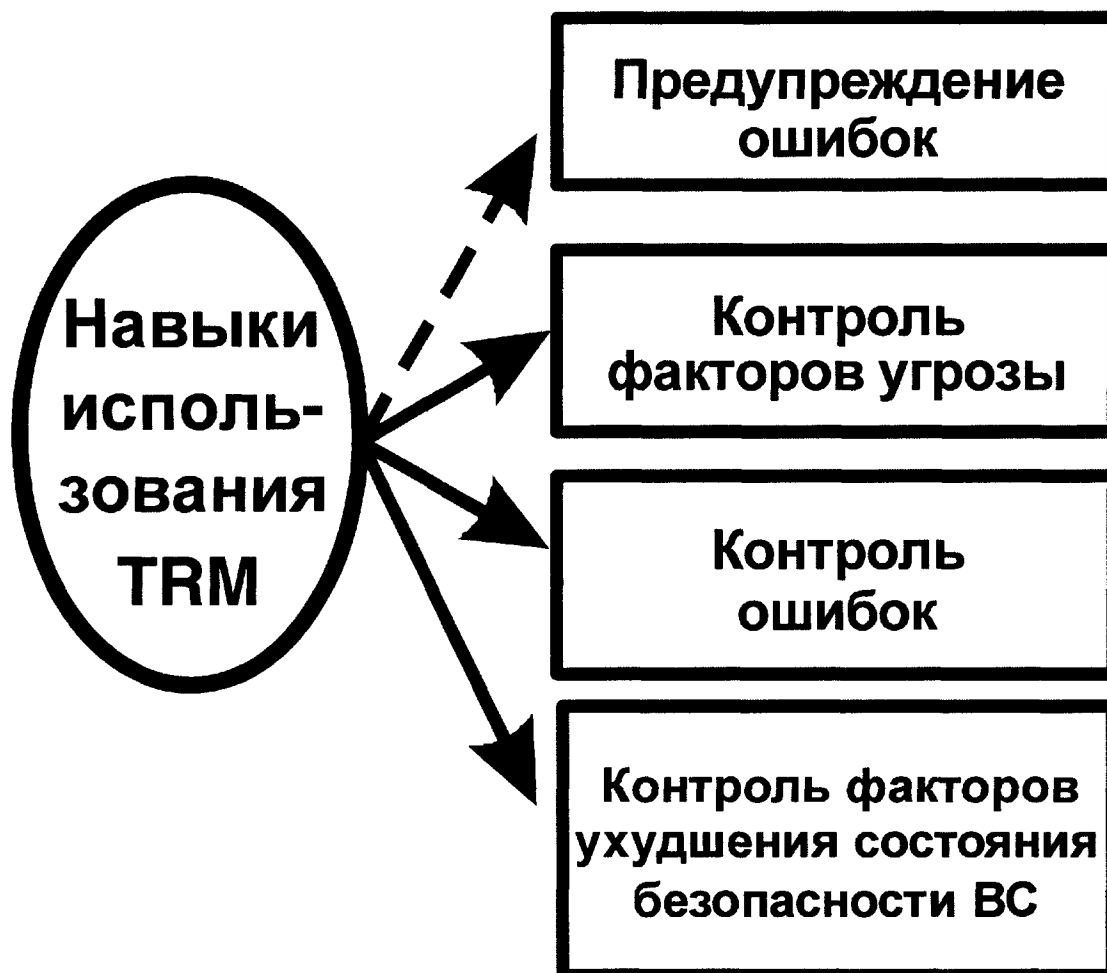 Навыки
исполь-
зования
TRM
Предупреждение
ошибок
Контроль
факторов угрозы
Контроль
ошибок
Контроль факторов
ухудшения состояния
безопасности ВС